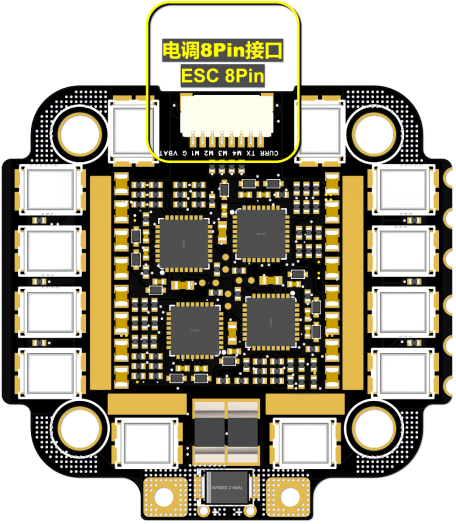 电调8Pin接口
ESC 8Pin
CURR TX M4 M3 M2 M1 G VBAT